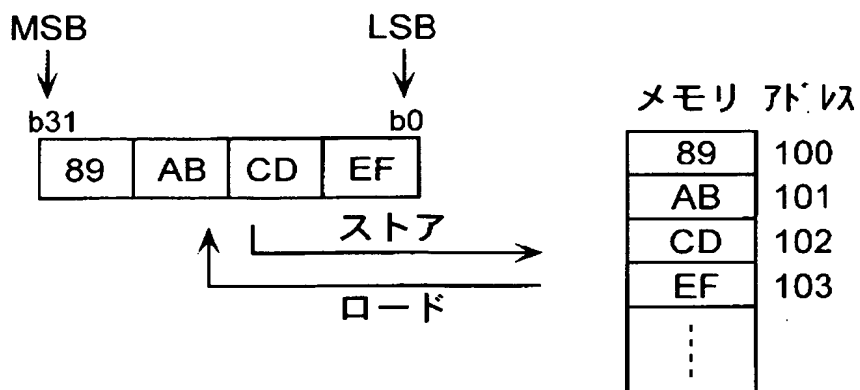 MSB LSB
b31 b0
89 AB CD EF
ストア
ロード
メモリ アドレス
89 100
AB 101
CD 102
EF 103